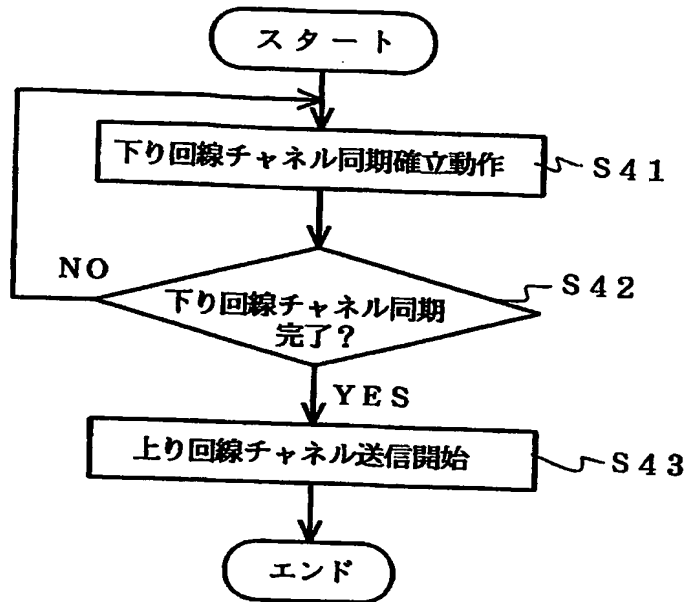 スタート
下り回線チャネル同期確立動作
S41
NO
S42
下り回線チャネル同期
完了?
YES
上り回線チャネル送信開始
S43
エンド